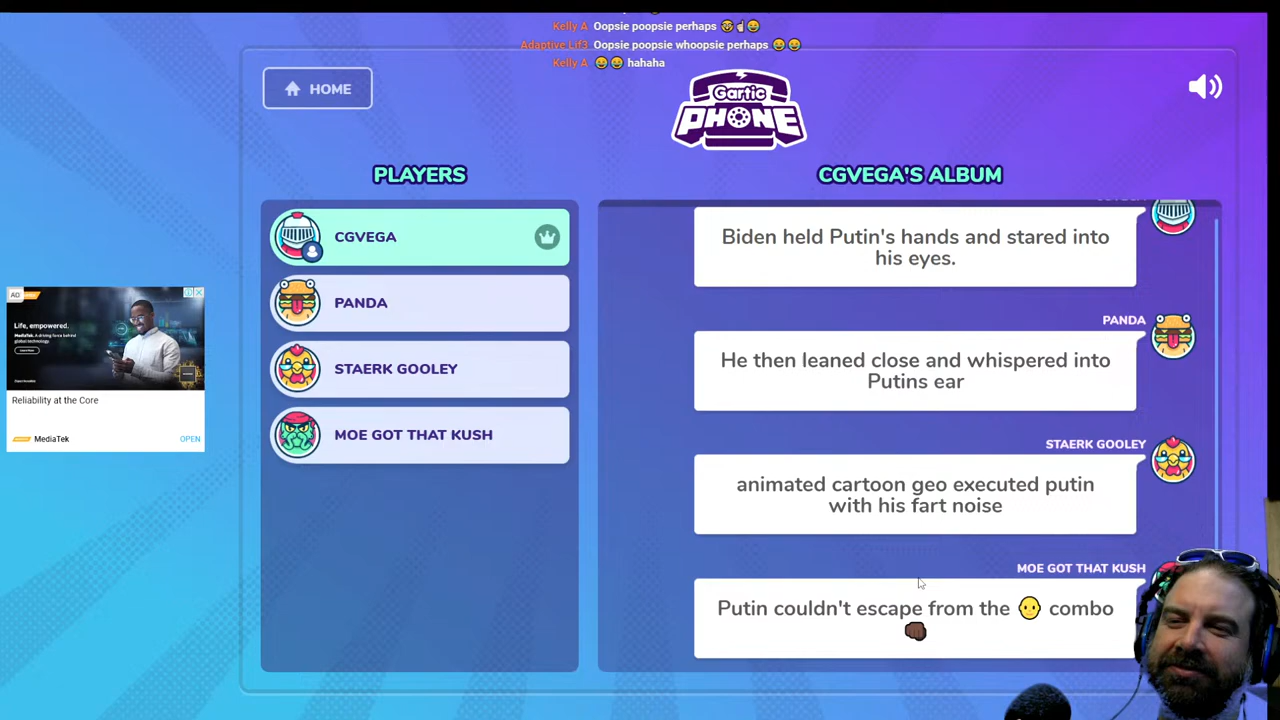 Kelly A Oopsie poopsie perhaps 🤓☝️😄
Adaptive Lif3 Oopsie poopsie whoopsie perhaps 😄😄
Kelly A 😄😄 hahaha
HOME
Gartic
PHONE
PLAYERS
CGVEGA'S ALBUM
CGVEGA
PANDA
STAERK GOOLEY
MOE GOT THAT KUSH
Biden held Putin's hands and stared into
his eyes.
PANDA
He then leaned close and whispered into
Putins ear
STAERK GOOLEY
animated cartoon geo executed putin
with his fart noise
MOE GOT THAT KUSH
Putin couldn't escape from the 👨‍🦲 combo
👊🏿
AD
Life, empowered.
Reliability at the Core
MediaTek
OPEN